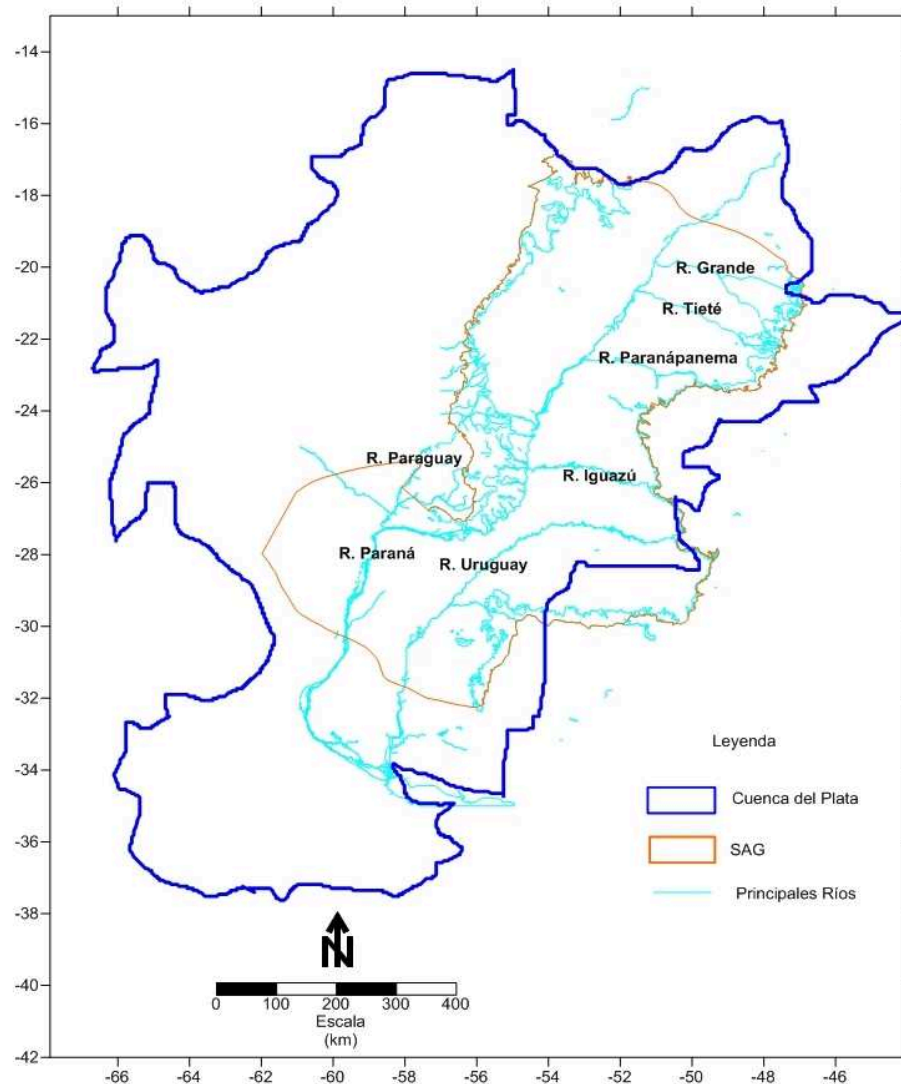 -14
-16
-18
-20
-22
-24
-26
-28
-30
-32
-34
-36
-38
-40
-42
R. Grande
R. Tieté
R. Paranápanema
R. Paraguay
R. Iguazú
R. Paraná
R. Uruguay
Leyenda
Cuenca del Plata
SAG
Principales Ríos
N
0 100 200 300 400
Escala
(km)
-66 -64 -62 -60 -58 -56 -54 -52 -50 -48 -46